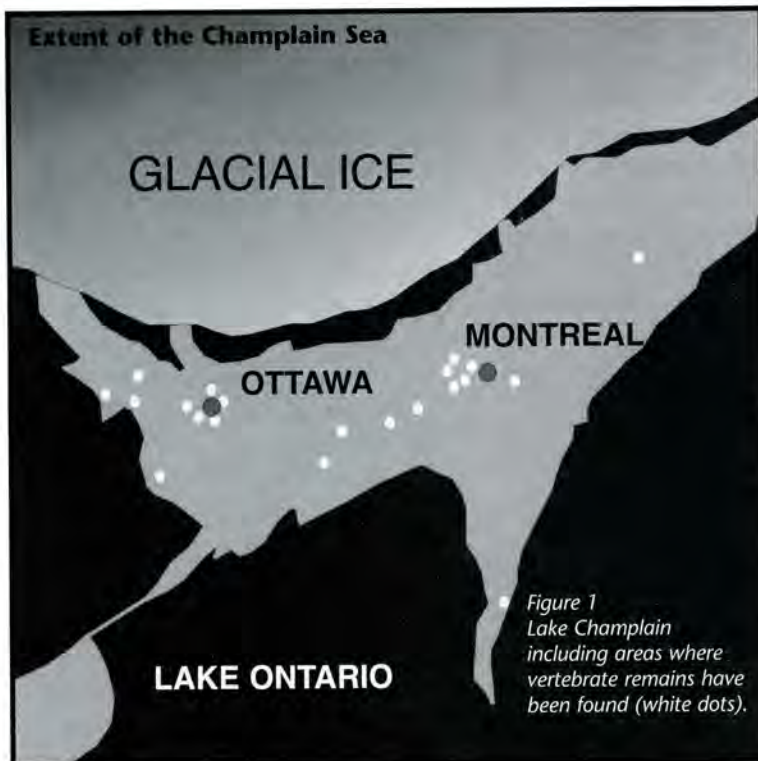 Extent of the Champlain Sea
GLACIAL ICE
MONTREAL
OTTAWA
Figure 1
Lake Champlain
including areas where
vertebrate remains have
been found (white dots).
LAKE ONTARIO